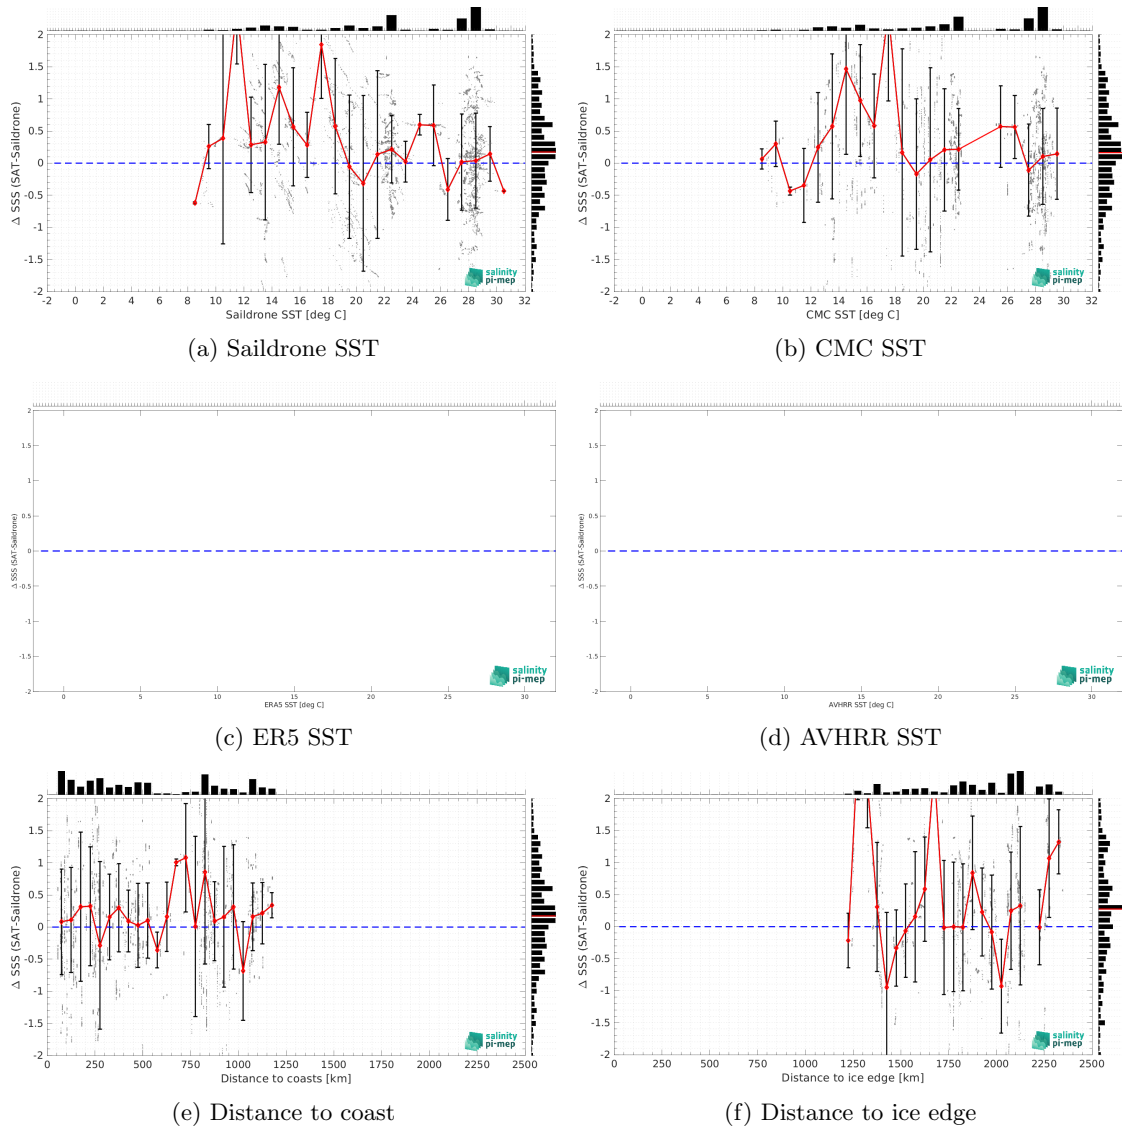 2
1.5
1
0.5
0
-0.5
-1
-1.5
-2
Δ SSS (SAT-Saildrone)
salinity
pi-mep
-2 0 2 4 6 8 10 12 14 16 18 20 22 24 26 28 30 32
Saildrone SST [deg C]
(a) Saildrone SST
2
1.5
1
0.5
0
-0.5
-1
-1.5
-2
Δ SSS (SAT-Saildrone)
salinity
pi-mep
-2 0 2 4 6 8 10 12 14 16 18 20 22 24 26 28 30 32
CMC SST [deg C]
(b) CMC SST
2
1.5
1
0.5
0
-0.5
-1
-1.5
-2
Δ SSS (SAT-Saildrone)
salinity
pi-mep
0 5 10 15 20 25 30
ERA5 SST [deg C]
(c) ER5 SST
2
1.5
1
0.5
0
-0.5
-1
-1.5
-2
Δ SSS (SAT-Saildrone)
salinity
pi-mep
0 5 10 15 20 25 30
AVHRR SST [deg C]
(d) AVHRR SST
2
1.5
1
0.5
0
-0.5
-1
-1.5
-2
Δ SSS (SAT-Saildrone)
salinity
pi-mep
0 250 500 750 1000 1250 1500 1750 2000 2250 2500
Distance to coasts [km]
(e) Distance to coast
2
1.5
1
0.5
0
-0.5
-1
-1.5
-2
Δ SSS (SAT-Saildrone)
salinity
pi-mep
0 250 500 750 1000 1250 1500 1750 2000 2250 2500
Distance to ice edge [km]
(f) Distance to ice edge